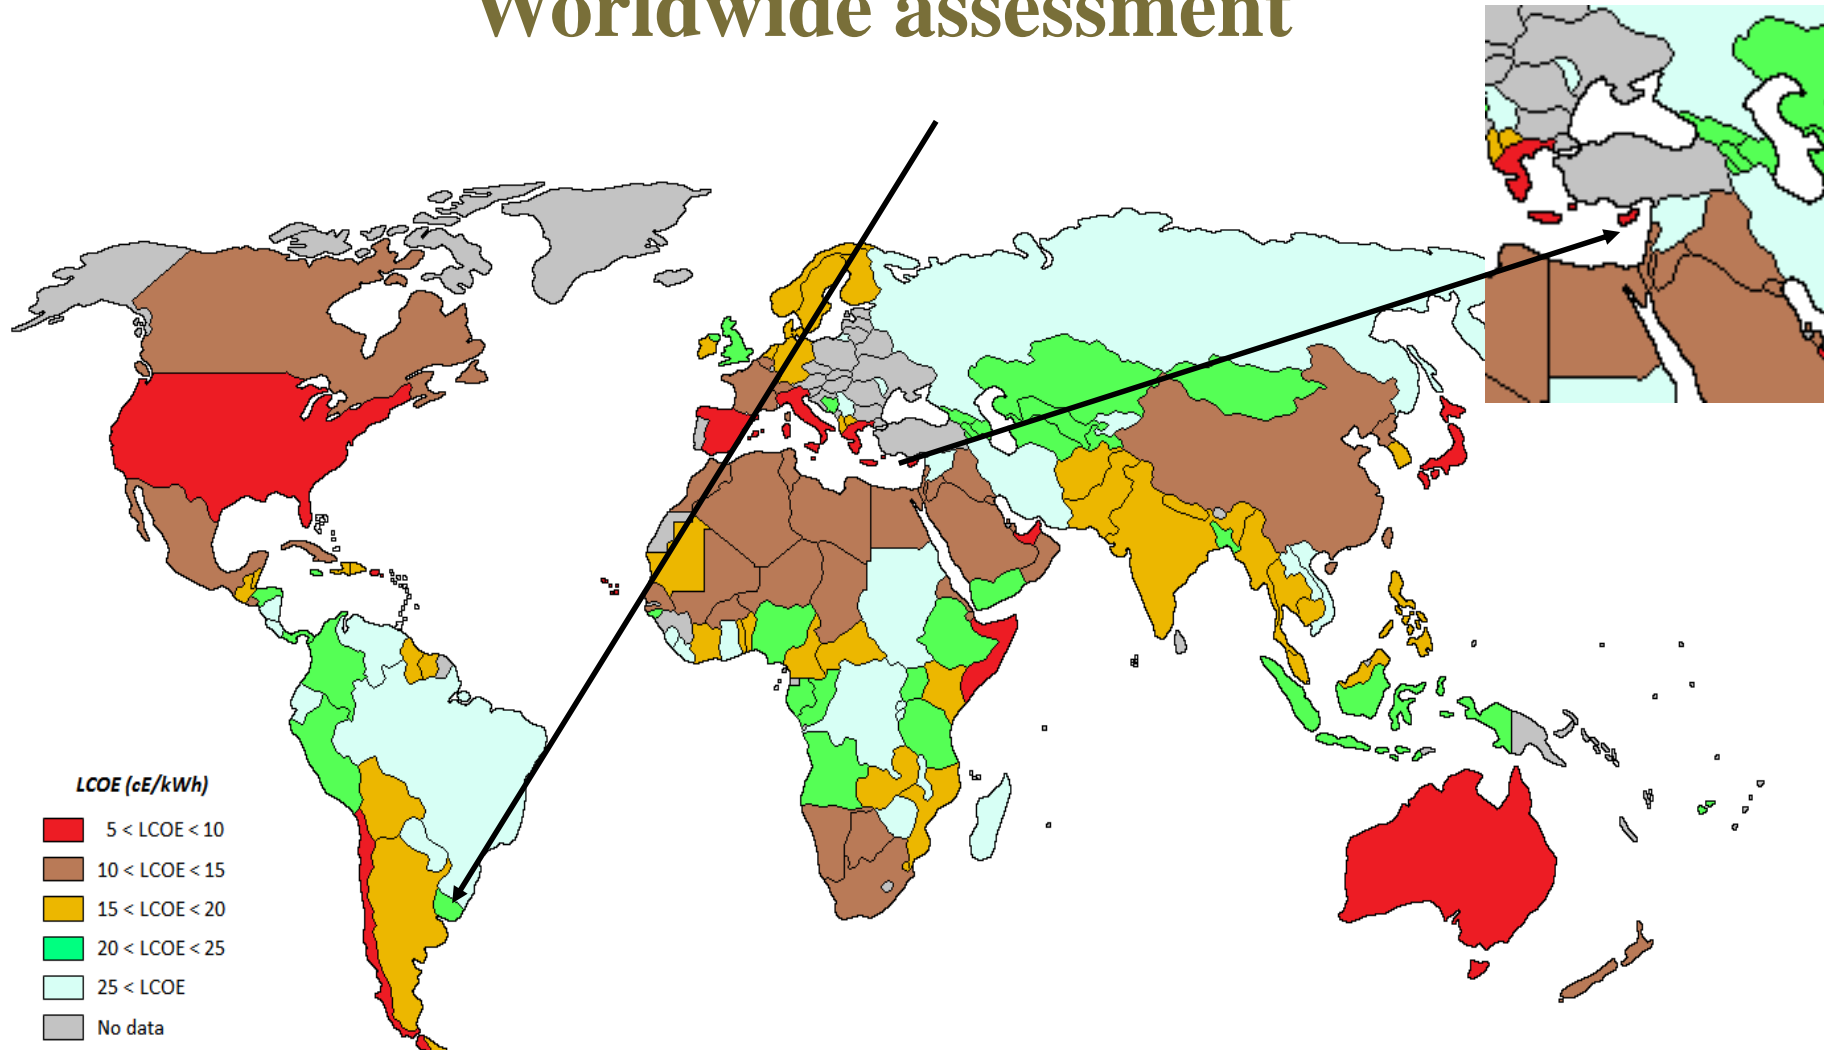 Worldwide assessment
LCOE (cE/kWh)
5 < LCOE < 10
10 < LCOE < 15
15 < LCOE < 20
20 < LCOE < 25
25 < LCOE
No data